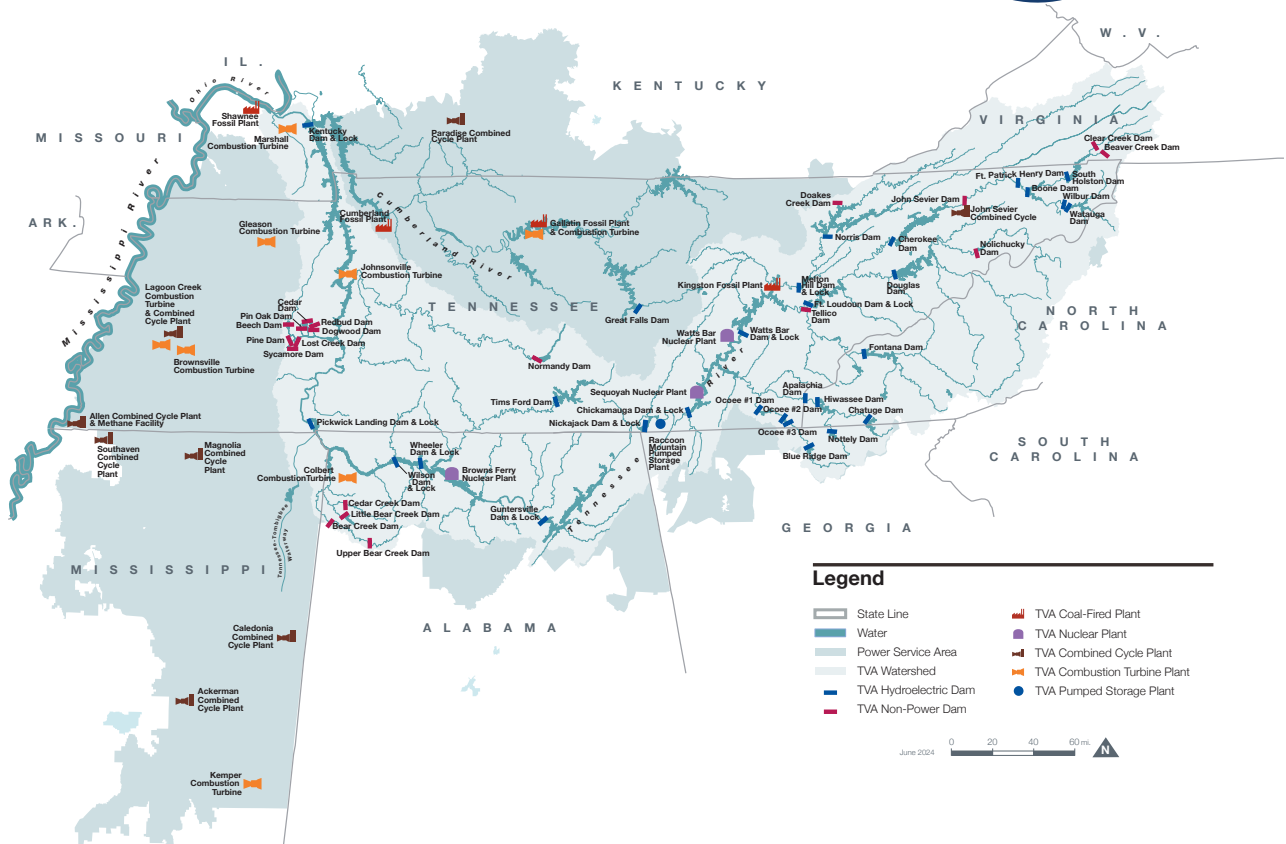 W. V.
IL.
KENTUCKY
Ohio River
MISSOURI
VIRGINIA
Shawnee
Fossil Plant
Marshall
Combustion Turbine
Kentucky
Dam & Lock
Paradise Combined
Cycle Plant
Clear Creek Dam
Beaver Creek Dam
Ft. Patrick Henry Dam
South
Holston Dam
Boone Dam
Wilbur Dam
Watauga
Dam
Doakes
Creek Dam
John Sevier Dam
John Sevier
Combined Cycle
ARK.
Mississippi River
Cumberland
Fossil Plant
Cumberland River
Gallatin Fossil Plant
& Combustion Turbine
Gleason
Combustion Turbine
Norris Dam
Cherokee
Dam
Nolichucky
Dam
Johnsonville
Combustion Turbine
Kingston Fossil Plant
Melton
Hill Dam
& Lock
Douglas
Dam
Lagoon Creek
Combustion
Turbine
& Combined
Cycle Plant
TENNESSEE
Cedar
Dam
Pin Oak Dam
Beech Dam
Redbud Dam
Dogwood Dam
Pine Dam
Lost Creek Dam
Sycamore Dam
Great Falls Dam
Ft. Loudoun Dam & Lock
Tellico
Dam
NORTH
CAROLINA
Watts Bar
Nuclear Plant
Watts Bar
Dam & Lock
Fontana Dam
Brownsville
Combustion Turbine
Normandy Dam
River
Sequoyah Nuclear Plant
Apalachia
Dam
Tims Ford Dam
Ocoee #1 Dam
Hiwassee Dam
Chickamauga Dam & Lock
Ocoee #2 Dam
Chatuge Dam
Allen Combined Cycle Plant
& Methane Facility
Pickwick Landing Dam & Lock
Nickajack Dam & Lock
Ocoee #3 Dam
Nottely Dam
Blue Ridge Dam
Southaven
Combined
Cycle
Plant
Magnolia
Combined
Cycle
Plant
Wheeler
Dam & Lock
Raccoon
Mountain
Pumped
Storage
Plant
SOUTH
CAROLINA
Colbert
Combustion Turbine
Wilson
Dam
& Lock
Browns Ferry
Nuclear Plant
Tennessee
Cedar Creek Dam
Little Bear Creek Dam
Bear Creek Dam
Guntersville
Dam & Lock
Tennessee-Tombigbee
Waterway
Upper Bear Creek Dam
GEORGIA
MISSISSIPPI
ALABAMA
Caledonia
Combined
Cycle Plant
Ackerman
Combined
Cycle Plant
Kemper
Combustion
Turbine
Legend
State Line
Water
Power Service Area
TVA Watershed
TVA Hydroelectric Dam
TVA Non-Power Dam
TVA Coal-Fired Plant
TVA Nuclear Plant
TVA Combined Cycle Plant
TVA Combustion Turbine Plant
TVA Pumped Storage Plant
June 2024
0 20 40 60 mi.
N